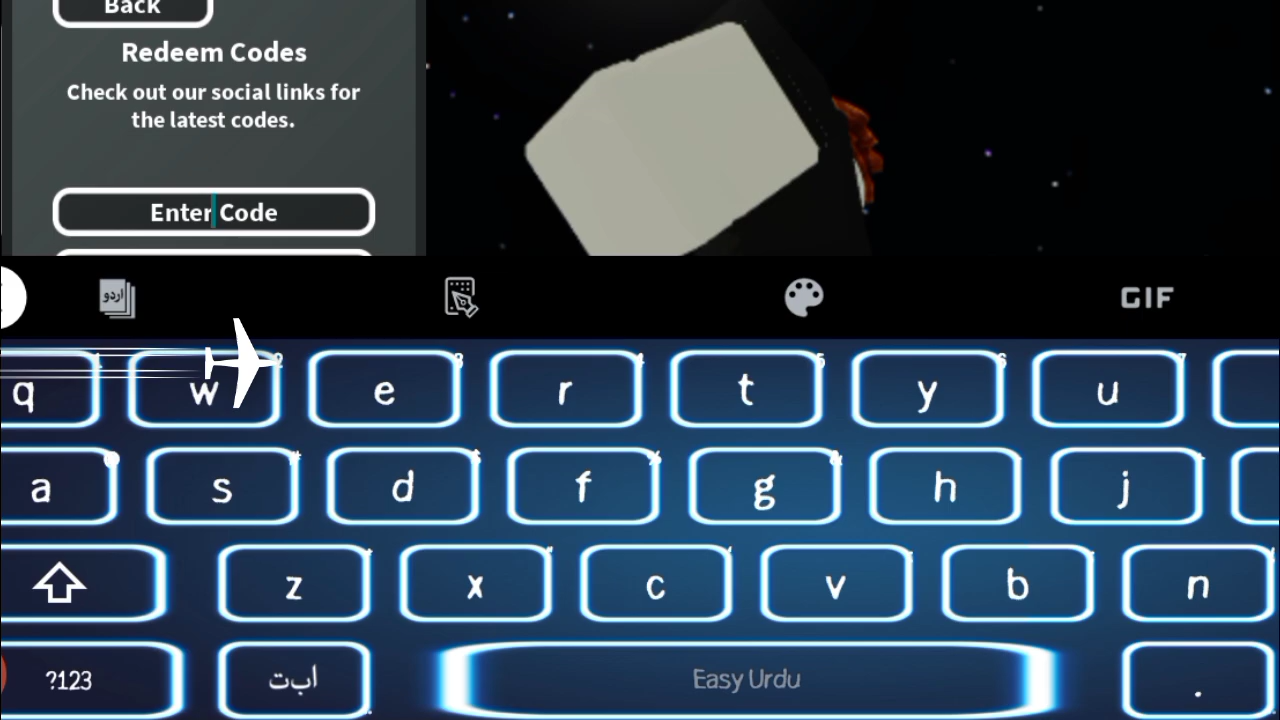 Back
Redeem Codes
Check out our social links for
the latest codes.
Enter Code
اردو
GIF
q w e r t y u
a s d f g h j
z x c v b n
?123 ا ب ت Easy Urdu .